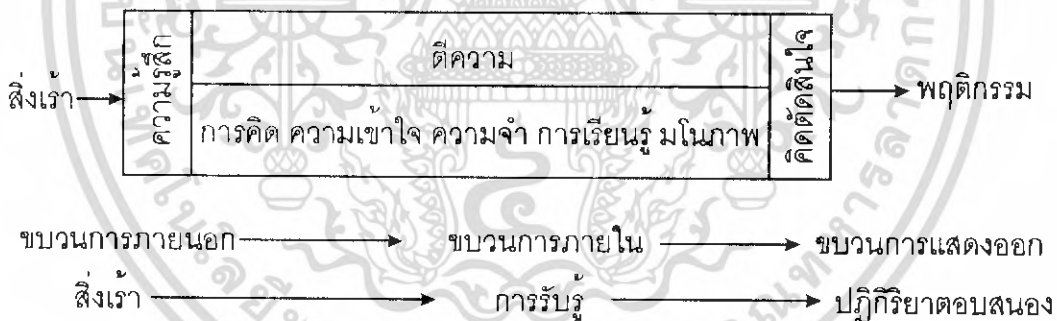 ความรู้สึก
ตีความ
คิดตัดสินใจ
สิ่งเร้า
พฤติกรรม
การคิด ความเข้าใจ ความจำ การเรียนรู้ มโนภาพ
ขบวนการภายนอก ขบวนการภายใน ขบวนการแสดงออก
สิ่งเร้า การรับรู้ ปฏิกิริยาตอบสนอง